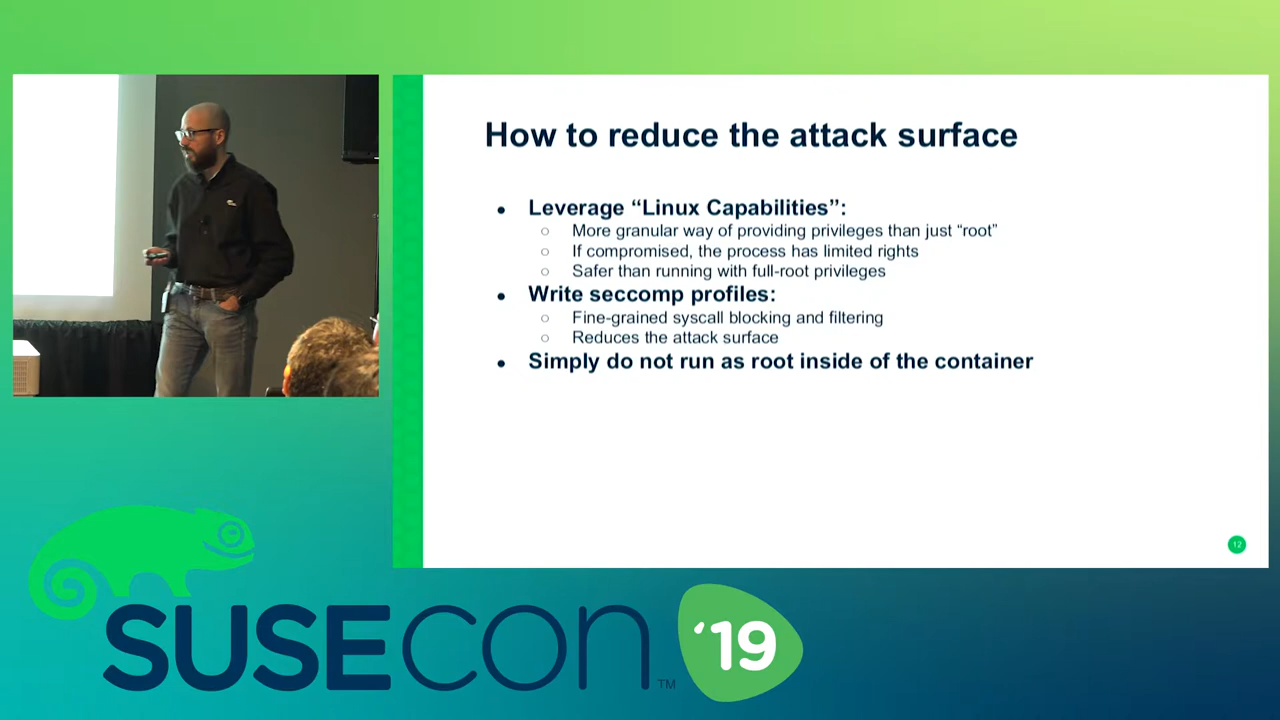 How to reduce the attack surface
● Leverage “Linux Capabilities”:
○ More granular way of providing privileges than just “root”
○ If compromised, the process has limited rights
○ Safer than running with full-root privileges
● Write seccomp profiles:
○ Fine-grained syscall blocking and filtering
○ Reduces the attack surface
● Simply do not run as root inside of the container
12
SUSECON™ ‘19